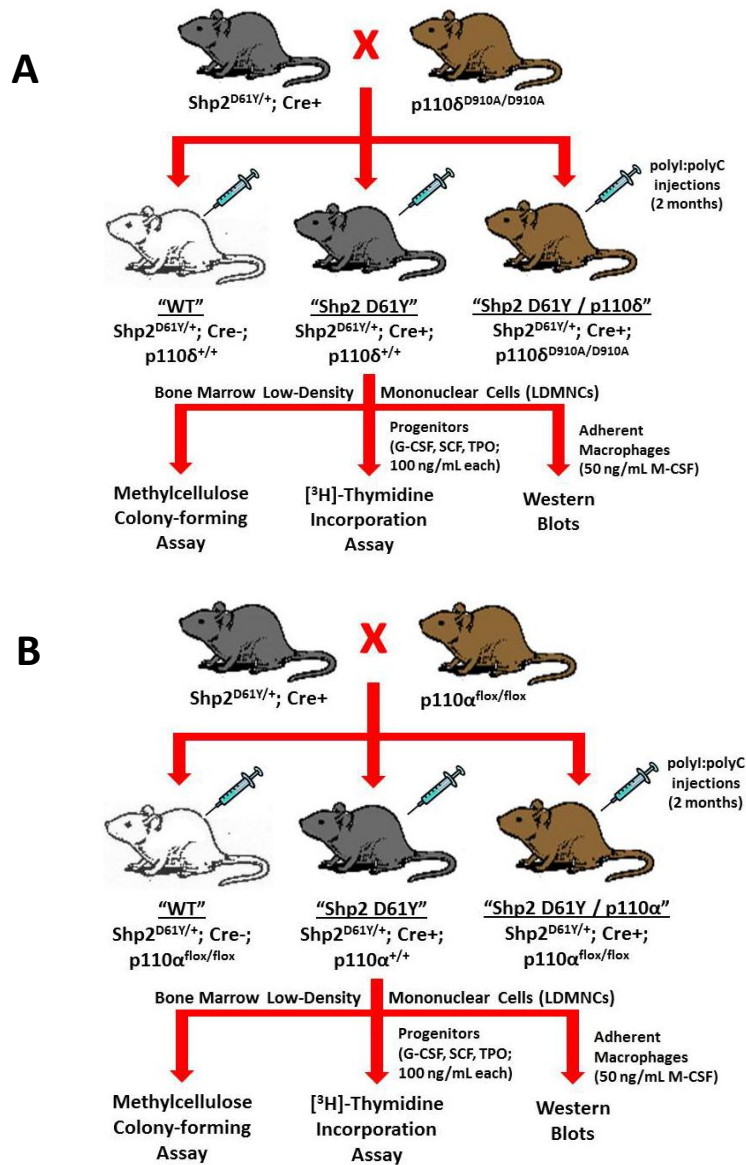 A
X
Shp2D61Y/+; Cre+
p110δD910A/D910A
polyI:polyC
injections
(2 months)
"WT"
Shp2D61Y/+; Cre-;
p110δ+/+
"Shp2 D61Y"
Shp2D61Y/+; Cre+;
p110δ+/+
"Shp2 D61Y / p110δ"
Shp2D61Y/+; Cre+;
p110δD910A/D910A
Bone Marrow Low-Density Mononuclear Cells (LDMNCs)
Progenitors
(G-CSF, SCF, TPO;
100 ng/mL each)
Adherent
Macrophages
(50 ng/mL M-CSF)
Methylcellulose
Colony-forming
Assay
[³H]-Thymidine
Incorporation
Assay
Western
Blots
B
X
Shp2D61Y/+; Cre+
p110αflox/flox
polyI:polyC
injections
(2 months)
"WT"
Shp2D61Y/+; Cre-;
p110αflox/flox
"Shp2 D61Y"
Shp2D61Y/+; Cre+;
p110α+/+
"Shp2 D61Y / p110α"
Shp2D61Y/+; Cre+;
p110αflox/flox
Bone Marrow Low-Density Mononuclear Cells (LDMNCs)
Progenitors
(G-CSF, SCF, TPO;
100 ng/mL each)
Adherent
Macrophages
(50 ng/mL M-CSF)
Methylcellulose
Colony-forming
Assay
[³H]-Thymidine
Incorporation
Assay
Western
Blots